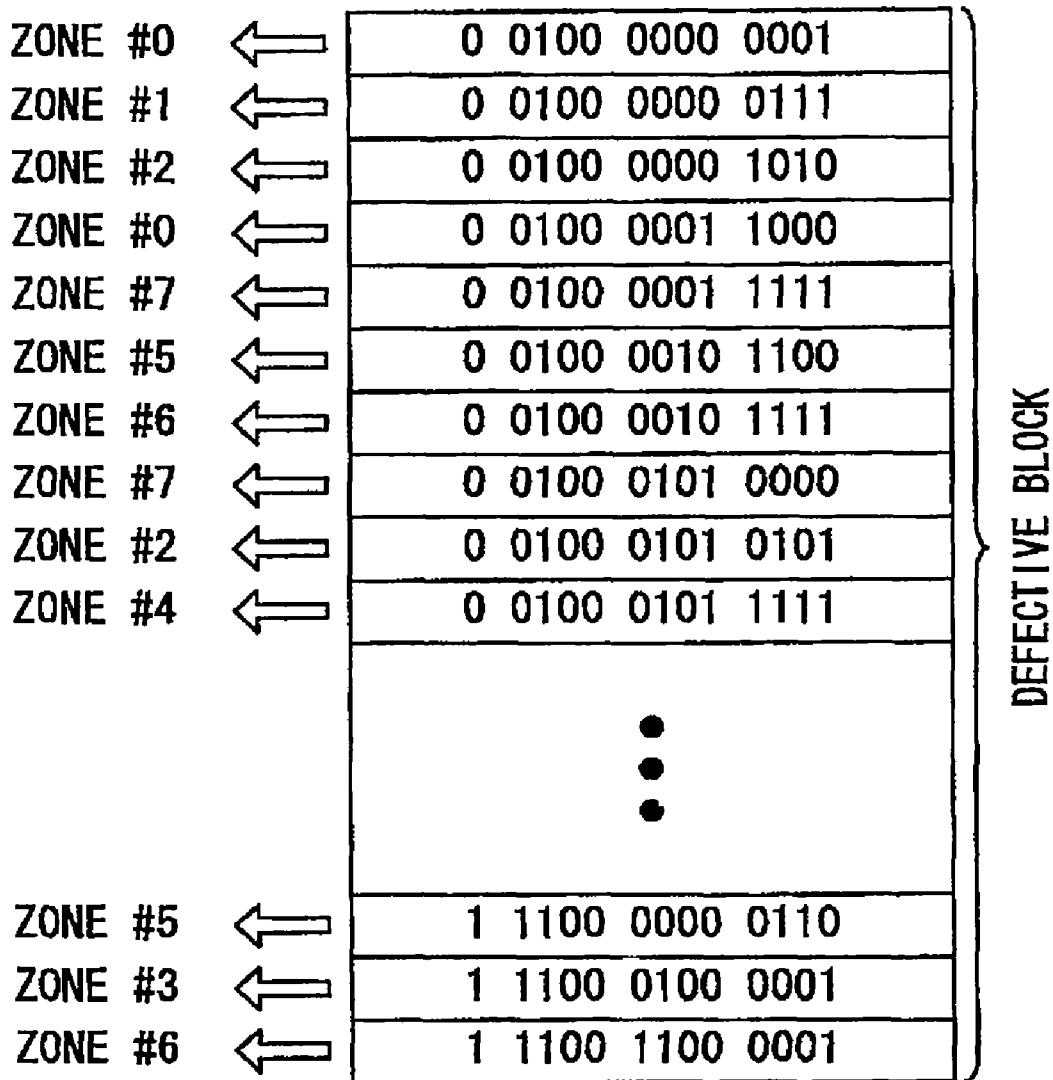 ZONE #0 0 0100 0000 0001
ZONE #1 0 0100 0000 0111
ZONE #2 0 0100 0000 1010
ZONE #0 0 0100 0001 1000
ZONE #7 0 0100 0001 1111
ZONE #5 0 0100 0010 1100
ZONE #6 0 0100 0010 1111
ZONE #7 0 0100 0101 0000
ZONE #2 0 0100 0101 0101
ZONE #4 0 0100 0101 1111
ZONE #5 1 1100 0000 0110
ZONE #3 1 1100 0100 0001
ZONE #6 1 1100 1100 0001
DEFECTIVE BLOCK